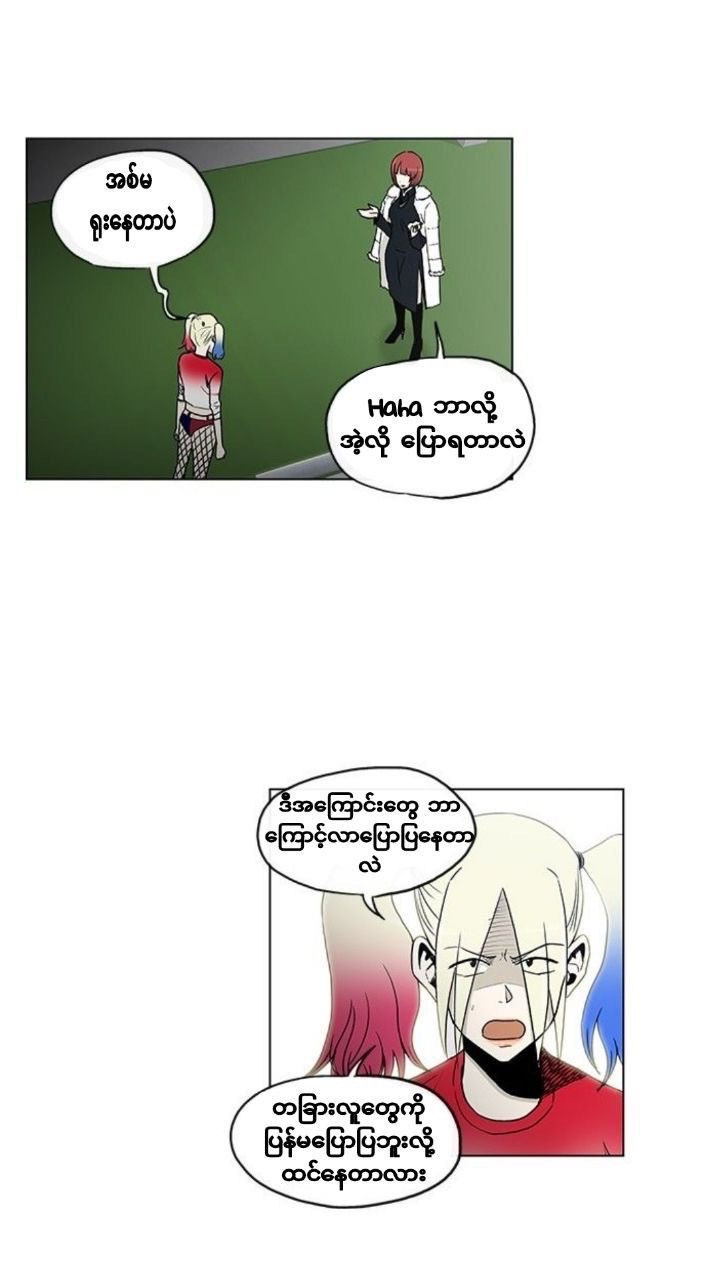 အစ်မ
ရူးနေတာပဲ
Haha ဘာလို့
အဲ့လို ပြောရတာလဲ
ဒီအကြောင်းတွေ ဘာ
ကြောင့်လာပြောပြနေတာ
လဲ
တခြားလူတွေကို
ပြန်မပြောပြဘူးလို့
ထင်နေတာလား